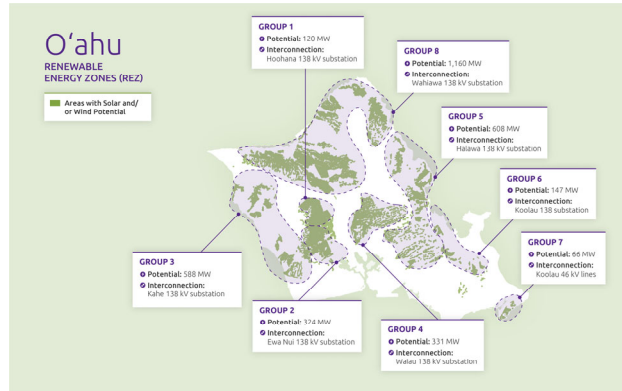 O‘ahu
RENEWABLE
ENERGY ZONES (REZ)
Areas with Solar and/
or Wind Potential
GROUP 1
Potential: 120 MW
Interconnection:
Hoohana 138 kV substation
GROUP 8
Potential: 1,160 MW
Interconnection:
Wahiawa 138 kV substation
GROUP 5
Potential: 608 MW
Interconnection:
Halawa 138 kV substation
GROUP 6
Potential: 147 MW
Interconnection:
Koolau 138 substation
GROUP 7
Potential: 66 MW
Interconnection:
Koolau 46 kV lines
GROUP 3
Potential: 588 MW
Interconnection:
Kahe 138 kV substation
GROUP 2
Potential: 374 MW
Interconnection:
Ewa Nui 138 kV substation
GROUP 4
Potential: 331 MW
Interconnection:
Waiau 138 kV substation